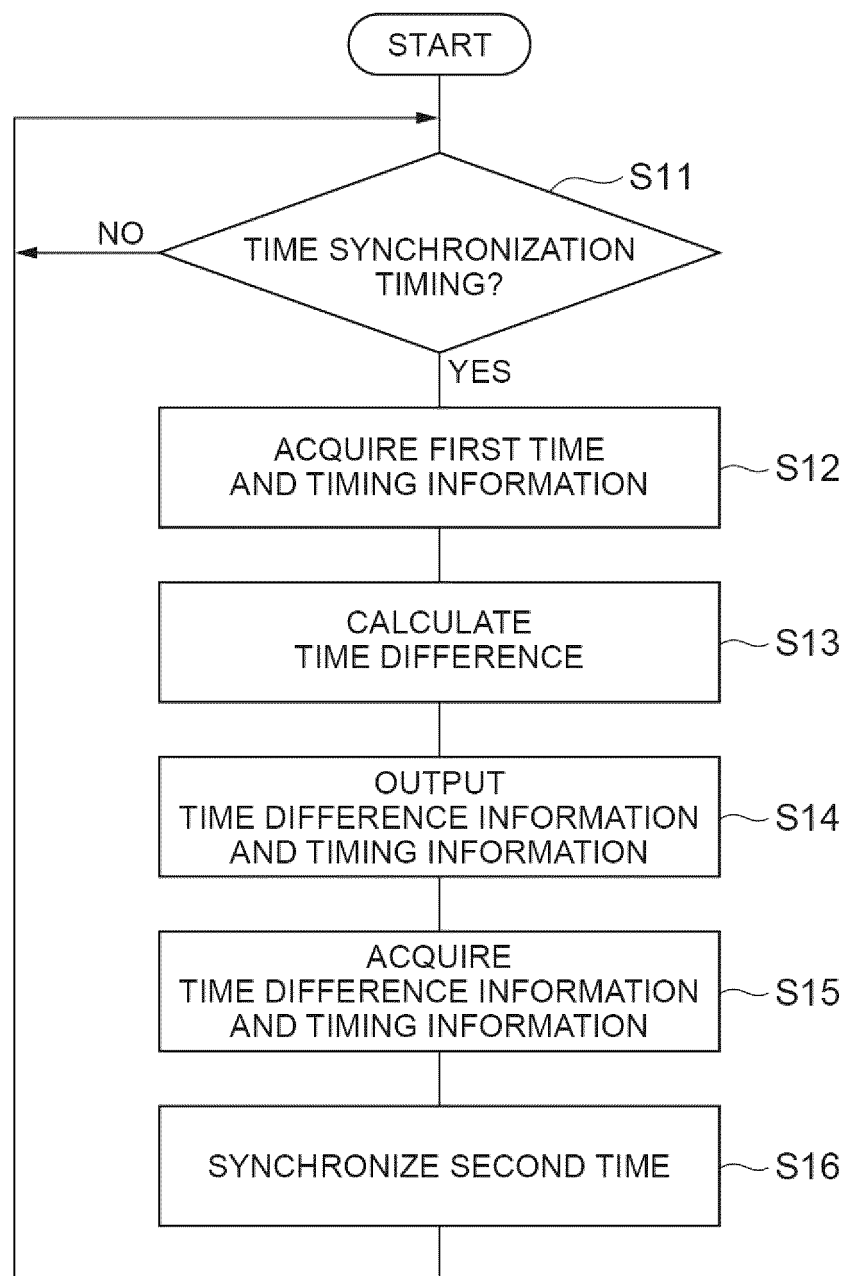 START
S11
NO
TIME SYNCHRONIZATION
TIMING?
YES
ACQUIRE FIRST TIME
AND TIMING INFORMATION
S12
CALCULATE
TIME DIFFERENCE
S13
OUTPUT
TIME DIFFERENCE INFORMATION
AND TIMING INFORMATION
S14
ACQUIRE
TIME DIFFERENCE INFORMATION
AND TIMING INFORMATION
S15
SYNCHRONIZE SECOND TIME
S16